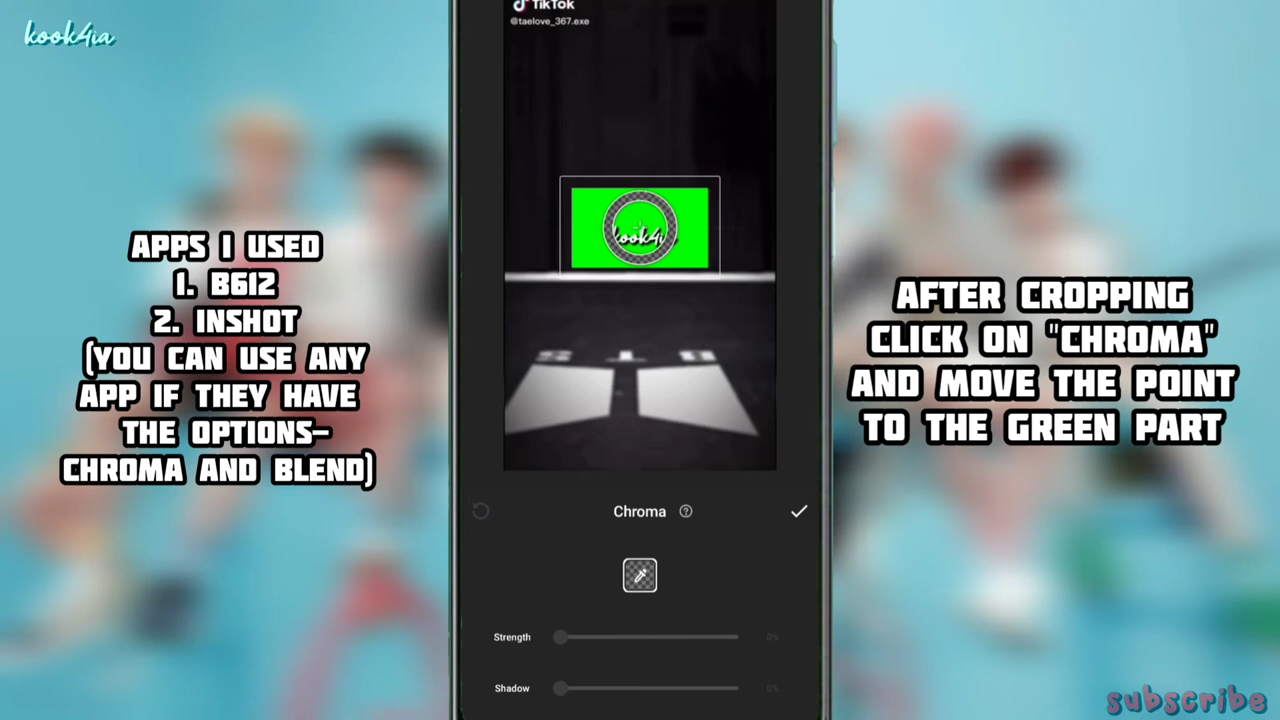 kook4ia
TikTok
@taelove_367.exe
APPS I USED
1. B612
2. INSHOT
(YOU CAN USE ANY
APP IF THEY HAVE
THE OPTIONS-
CHROMA AND BLEND)
kook4i
AFTER CROPPING
CLICK ON "CHROMA"
AND MOVE THE POINT
TO THE GREEN PART
Chroma
Strength
0%
Shadow
0%
subscribe